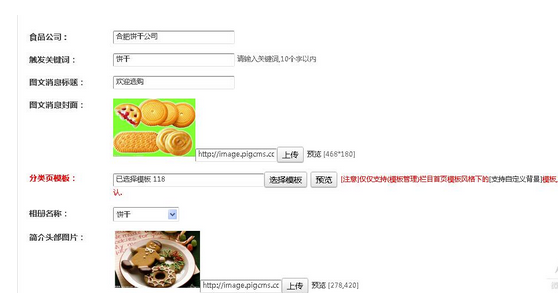 食品公司：
合肥饼干公司
触发关键词：
饼干
请输入关键词,10个字以内
图文消息标题：
欢迎选购
图文消息封面：
http://image.pigcms.cc
上传
预览 [468*180]
分类页模板：
已选择模板 118
选择模板
预览
[注意]仅仅支持(模板管理)栏目首页模板风格下的[支持自定义背景]模板,
认.
相册名称：
饼干
简介头部图片：
http://image.pigcms.cc
上传
预览 [278,420]